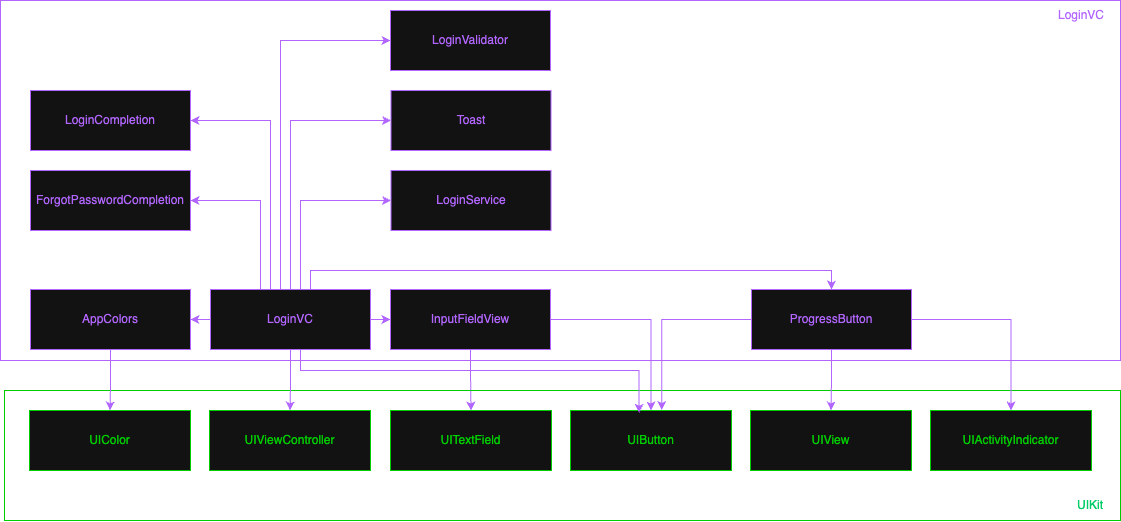 LoginVC
LoginValidator
LoginCompletion
Toast
ForgotPasswordCompletion
LoginService
AppColors
LoginVC
InputFieldView
ProgressButton
UIColor
UIViewController
UITextField
UIButton
UIView
UIActivityIndicator
UIKit